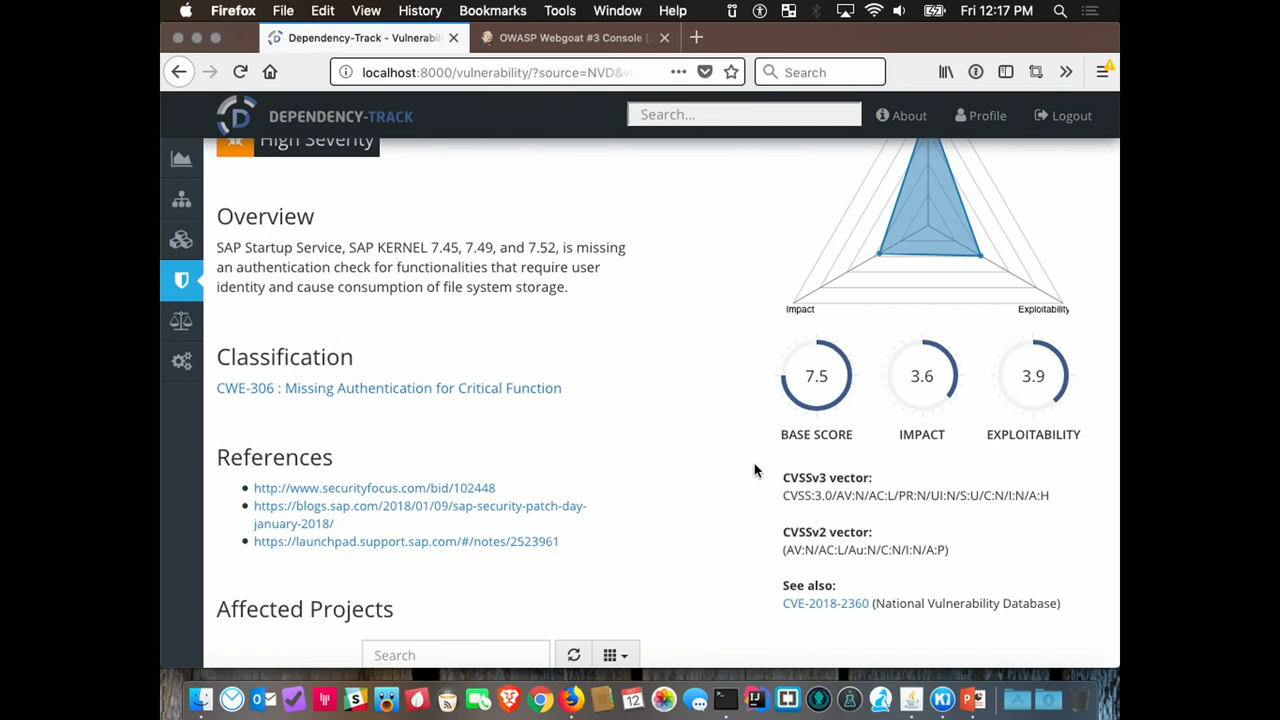 Firefox File Edit View History Bookmarks Tools Window Help Fri 12:17 PM
Dependency-Track - Vulnerabil
OWASP Webgoat #3 Console [
localhost:8000/vulnerability/?source=NVD&v
Search
DEPENDENCY-TRACK
Search...
About Profile Logout
High Severity
Overview
SAP Startup Service, SAP KERNEL 7.45, 7.49, and 7.52, is missing
an authentication check for functionalities that require user
identity and cause consumption of file system storage.
Classification
CWE-306 : Missing Authentication for Critical Function
References
http://www.securityfocus.com/bid/102448
https://blogs.sap.com/2018/01/09/sap-security-patch-day-
january-2018/
https://launchpad.support.sap.com/#/notes/2523961
Affected Projects
Search
Impact Exploitability
7.5 3.6 3.9
BASE SCORE IMPACT EXPLOITABILITY
CVSSv3 vector:
CVSS:3.0/AV:N/AC:L/PR:N/UI:N/S:U/C:N/I:N/A:H
CVSSv2 vector:
(AV:N/AC:L/Au:N/C:N/I:N/A:P)
See also:
CVE-2018-2360 (National Vulnerability Database)